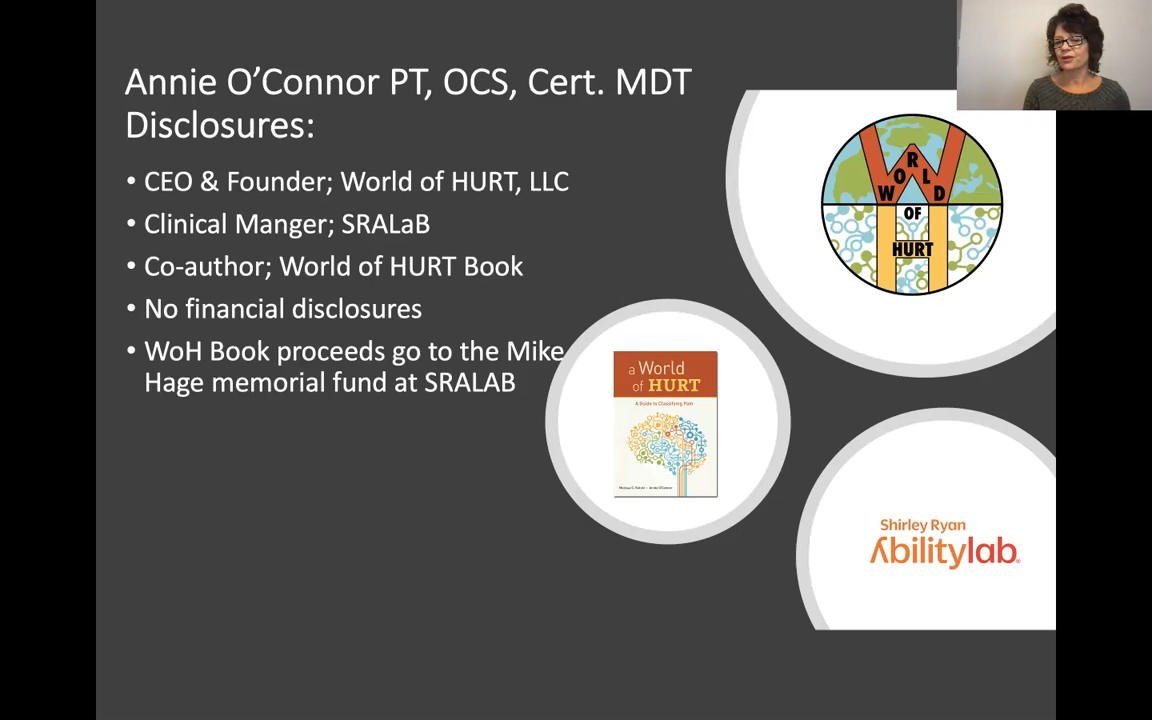 Annie O’Connor PT, OCS, Cert. MDT
Disclosures:
• CEO & Founder; World of HURT, LLC
• Clinical Manger; SRALaB
• Co-author; World of HURT Book
• No financial disclosures
• WoH Book proceeds go to the Mike
Hage memorial fund at SRALAB
WORLD
OF
HURT
a World
of HURT
A Guide to Classifying Pain
Shirley Ryan
Abilitylab